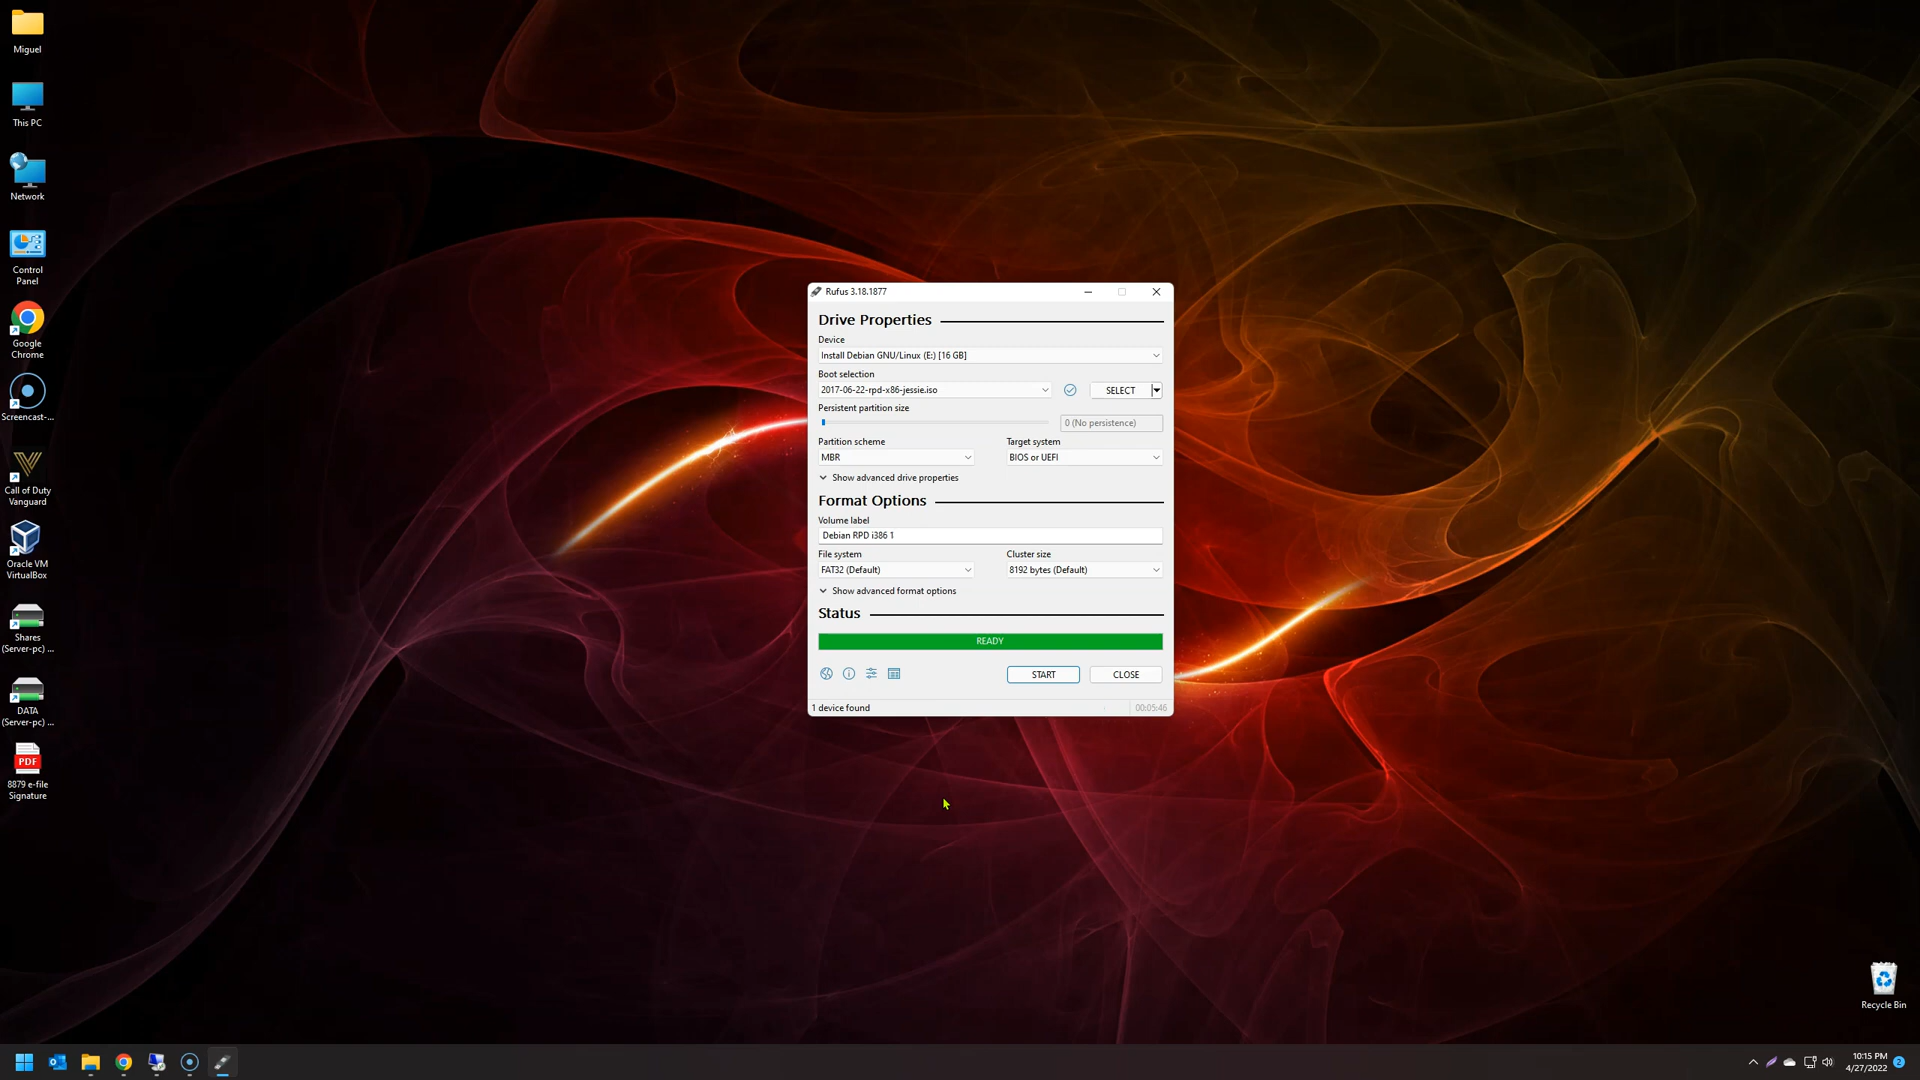 Miguel
This PC
Network
Control
Panel
Google
Chrome
Screencast-...
Call of Duty
Vanguard
Oracle VM
VirtualBox
Shares
(Server-pc) ...
DATA
(Server-pc) ...
PDF
8879 e-file
Signature
Rufus 3.18.1877
Drive Properties
Device
Install Debian GNU/Linux (E:) [16 GB]
Boot selection
2017-06-22-rpd-x86-jessie.iso
SELECT
Persistent partition size
0 (No persistence)
Partition scheme
Target system
MBR
BIOS or UEFI
Show advanced drive properties
Format Options
Volume label
Debian RPD i386 1
File system
Cluster size
FAT32 (Default)
8192 bytes (Default)
Show advanced format options
Status
READY
START
CLOSE
1 device found
00:05:46
Recycle Bin
10:15 PM
4/27/2022
2